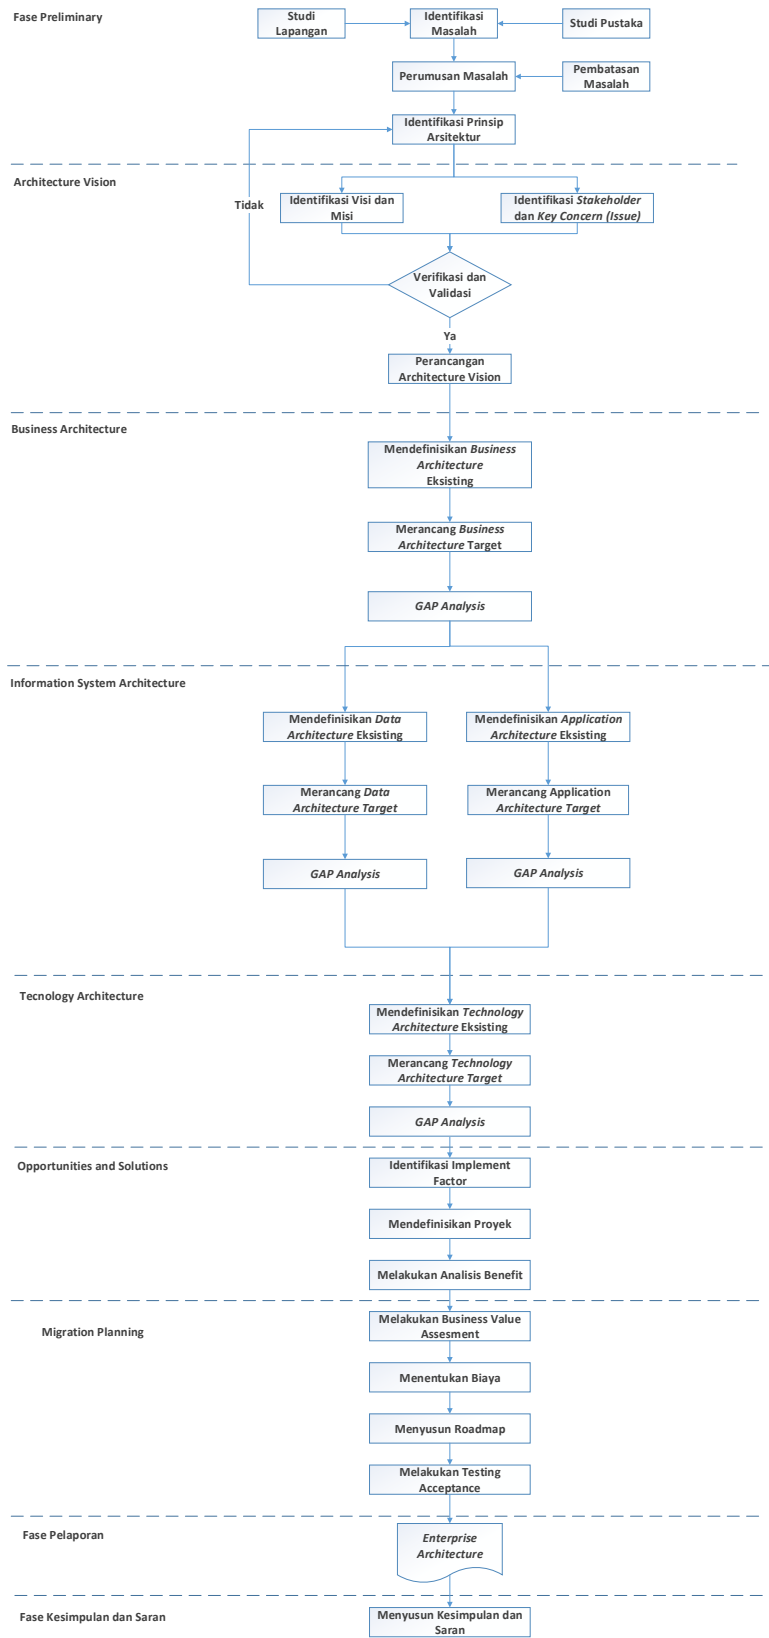 Fase Preliminary
Studi
Lapangan
Identifikasi
Masalah
Studi Pustaka
Perumusan Masalah
Pembatasan
Masalah
Identifikasi Prinsip
Arsitektur
Architecture Vision
Tidak
Identifikasi Visi dan
Misi
Identifikasi Stakeholder
dan Key Concern (Issue)
Verifikasi dan
Validasi
Ya
Perancangan
Architecture Vision
Business Architecture
Mendefinisikan Business
Architecture
Eksisting
Merancang Business
Architecture Target
GAP Analysis
Information System Architecture
Mendefinisikan Data
Architecture Eksisting
Mendefinisikan Application
Architecture Eksisting
Merancang Data
Architecture Target
Merancang Application
Architecture Target
GAP Analysis
GAP Analysis
Tecnology Architecture
Mendefinisikan Technology
Architecture Eksisting
Merancang Technology
Architecture Target
GAP Analysis
Opportunities and Solutions
Identifikasi Implement
Factor
Mendefinisikan Proyek
Melakukan Analisis Benefit
Migration Planning
Melakukan Business Value
Assesment
Menentukan Biaya
Menyusun Roadmap
Melakukan Testing
Acceptance
Fase Pelaporan
Enterprise
Architecture
Fase Kesimpulan dan Saran
Menyusun Kesimpulan dan
Saran